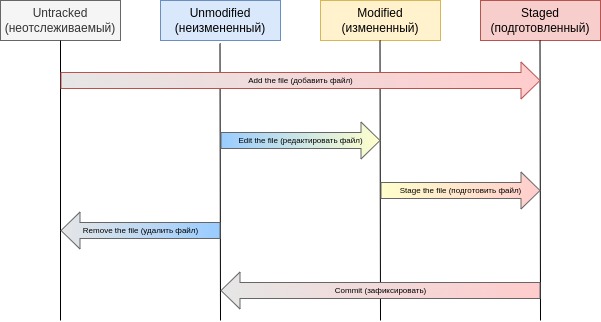 Untracked
(неотслеживаемый)
Unmodified
(неизмененный)
Modified
(измененный)
Staged
(подготовленный)
Add the file (добавить файл)
Edit the file (редактировать файл)
Stage the file (подготовить файл)
Remove the file (удалить файл)
Commit (зафиксировать)